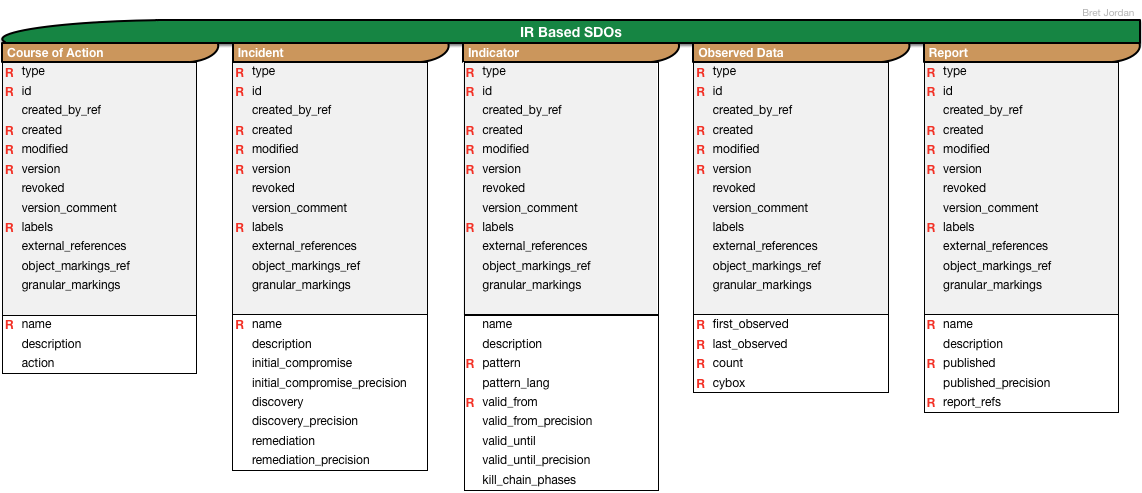 Bret Jordan
IR Based SDOs
Course of Action
R type
R id
created_by_ref
R created
R modified
R version
revoked
version_comment
R labels
external_references
object_markings_ref
granular_markings
R name
description
action
Incident
R type
R id
created_by_ref
R created
R modified
R version
revoked
version_comment
R labels
external_references
object_markings_ref
granular_markings
R name
description
initial_compromise
initial_compromise_precision
discovery
discovery_precision
remediation
remediation_precision
Indicator
R type
R id
created_by_ref
R created
R modified
R version
revoked
version_comment
R labels
external_references
object_markings_ref
granular_markings
name
description
R pattern
pattern_lang
R valid_from
valid_from_precision
valid_until
valid_until_precision
kill_chain_phases
Observed Data
R type
R id
created_by_ref
R created
R modified
R version
revoked
version_comment
labels
external_references
object_markings_ref
granular_markings
R first_observed
R last_observed
R count
R cybox
Report
R type
R id
created_by_ref
R created
R modified
R version
revoked
version_comment
R labels
external_references
object_markings_ref
granular_markings
R name
description
R published
published_precision
R report_refs